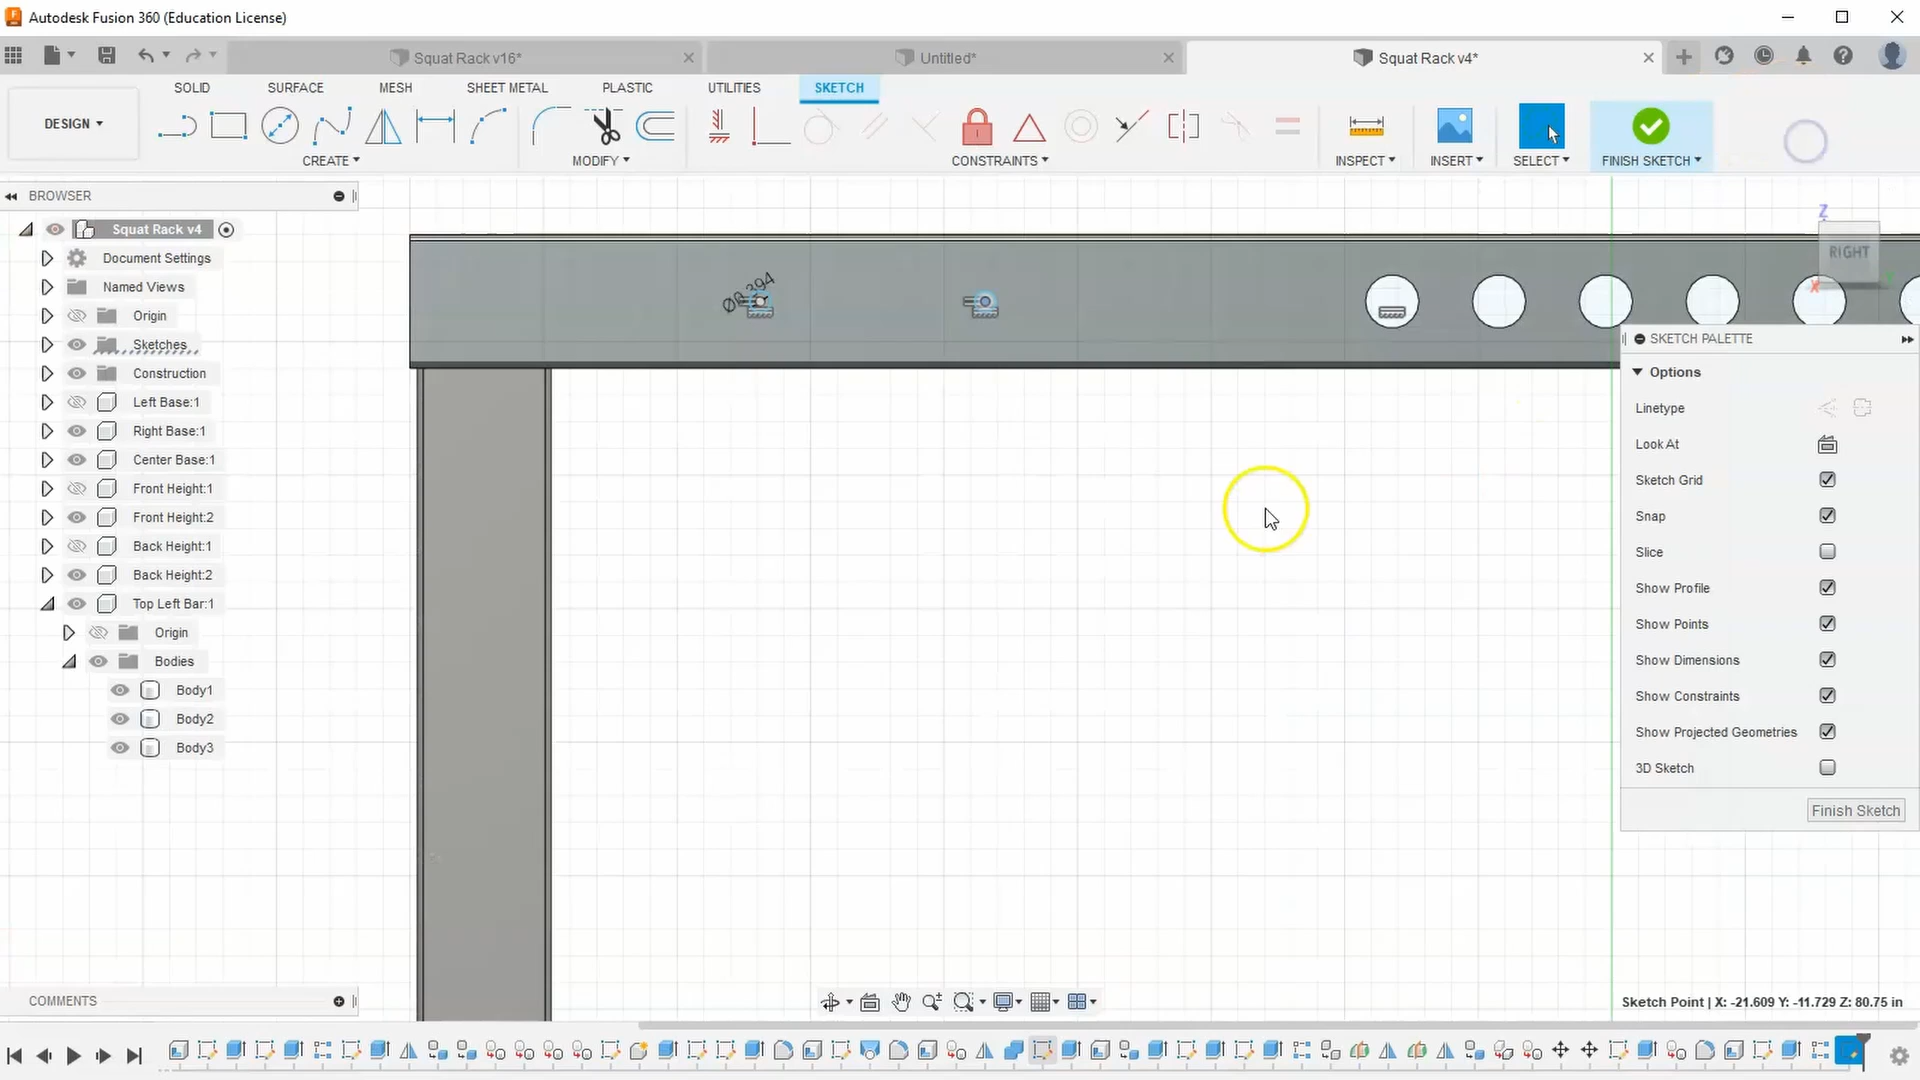 Autodesk Fusion 360 (Education License)
Squat Rack v16*
Untitled*
Squat Rack v4*
SOLID
SURFACE
MESH
SHEET METAL
PLASTIC
UTILITIES
SKETCH
DESIGN
CREATE
MODIFY
CONSTRAINTS
INSPECT
INSERT
SELECT
FINISH SKETCH
BROWSER
Squat Rack v4
Document Settings
Named Views
Origin
Sketches
Construction
Left Base:1
Right Base:1
Center Base:1
Front Height:1
Front Height:2
Back Height:1
Back Height:2
Top Left Bar:1
Origin
Bodies
Body1
Body2
Body3
COMMENTS
Ø0.394
Z
RIGHT
X
SKETCH PALETTE
Options
Linetype
Look At
Sketch Grid
Snap
Slice
Show Profile
Show Points
Show Dimensions
Show Constraints
Show Projected Geometries
3D Sketch
Finish Sketch
Sketch Point | X: -21.609 Y: -11.729 Z: 80.75 in